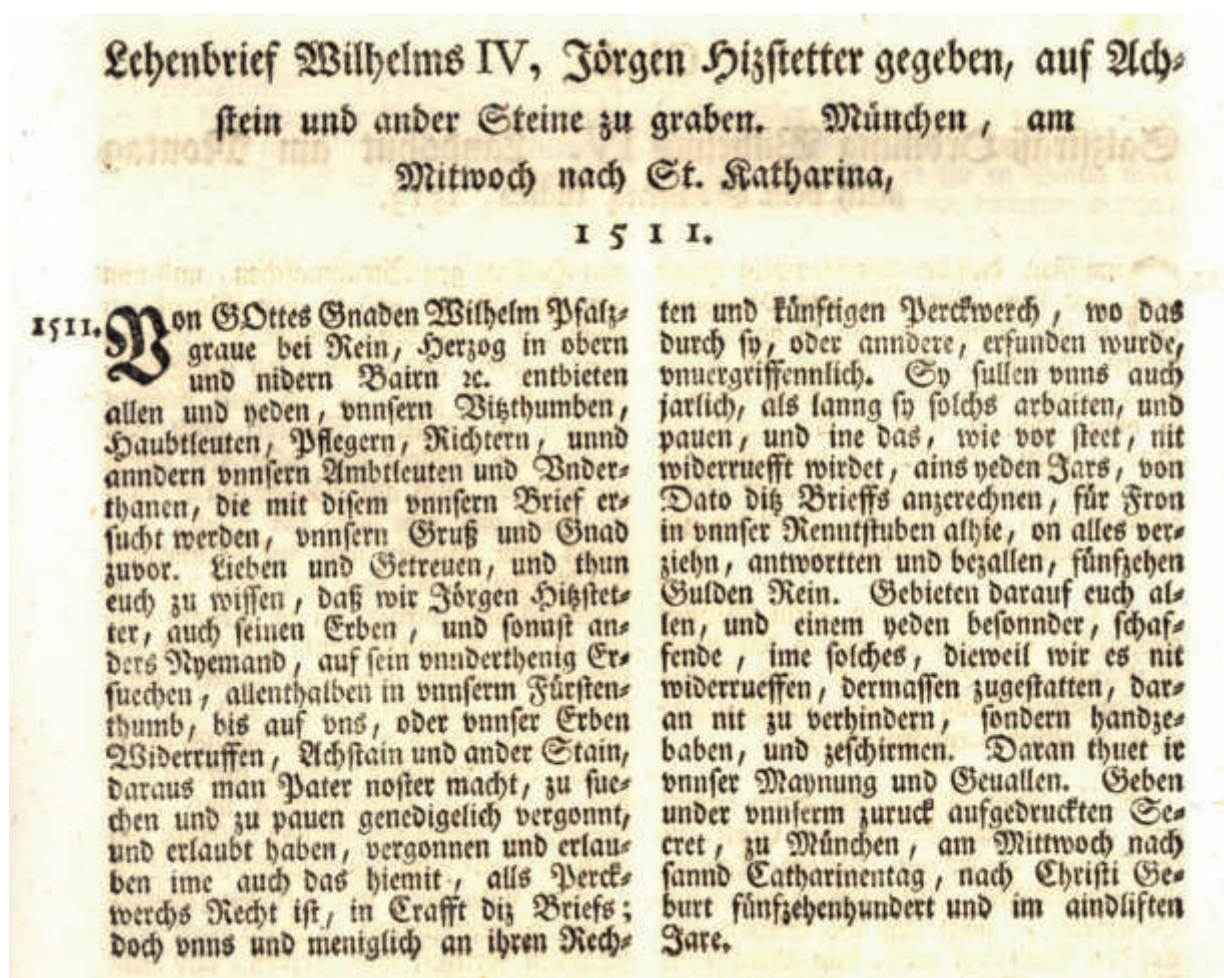 Lehenbrief Wilhelms IV, Jörgen Hizstetter gegeben, auf Ach-
stein und ander Steine zu graben. München, am
Mitwoch nach St. Katharina,
1511.
1511.
Von GOttes Gnaden Wilhelm Pfalz-
graue bei Rein, Herzog in obern
und nidern Bairn ꝛc. entbieten
allen und yeden, vnnsern Vitzthumben,
Haubtleuten, Pflegern, Richtern, unnd
anndern vnnsern Ambtleuten und Vnder-
thanen, die mit disem vnnsern Brief er-
sucht werden, vnnsern Gruß und Gnad
zuvor. Lieben und Getreuen, und thun
euch zu wissen, daß wir Jörgen Hitzstet-
ter, auch seinen Erben, und sonust an-
ders Nyemand, auf sein vnnderthenig Er-
suechen, allenthalben in vnnserm Fürsten-
thumb, bis auf vns, oder vnnser Erben
Widerruffen, Achstain und ander Stain,
daraus man Pater noster macht, zu sue-
chen und zu pauen genedigelich vergonnt,
und erlaubt haben, vergonnen und erlau-
ben ime auch das hiemit, alls Perck-
werchs Recht ist, in Crafft diz Briefs;
doch vnns und meniglich an ihren Rech-
ten und künftigen Perckwerch, wo das
durch sy, oder anndere, erfunden wurde,
vnuergriffennlich. Sy sullen vnns auch
jarlich, als lanng sy solchs arbaiten, und
pauen, und ine das, wie vor steet, nit
widerruefft wirdet, ains yeden Jars, von
Dato ditz Brieffs anzerechnen, für Fron
in vnnser Renntstuben alhie, on alles ver-
ziehn, antwortten und bezallen, fünfzehen
Gulden Rein. Gebieten darauf euch al-
len, und einem yeden besonnder, schaf-
fende, ime solches, dieweil wir es nit
widerrueffen, dermassen zugestatten, dar-
an nit zu verhindern, sondern handze-
baben, und zeschirmen. Daran thuet ir
vnnser Maynung und Geuallen. Geben
under vnnserm zuruck aufgedruckten Se-
cret, zu München, am Mittwoch nach
sannd Catharinentag, nach Christi Ge-
burt fünfzehenhundert und im aindliften
Jare.